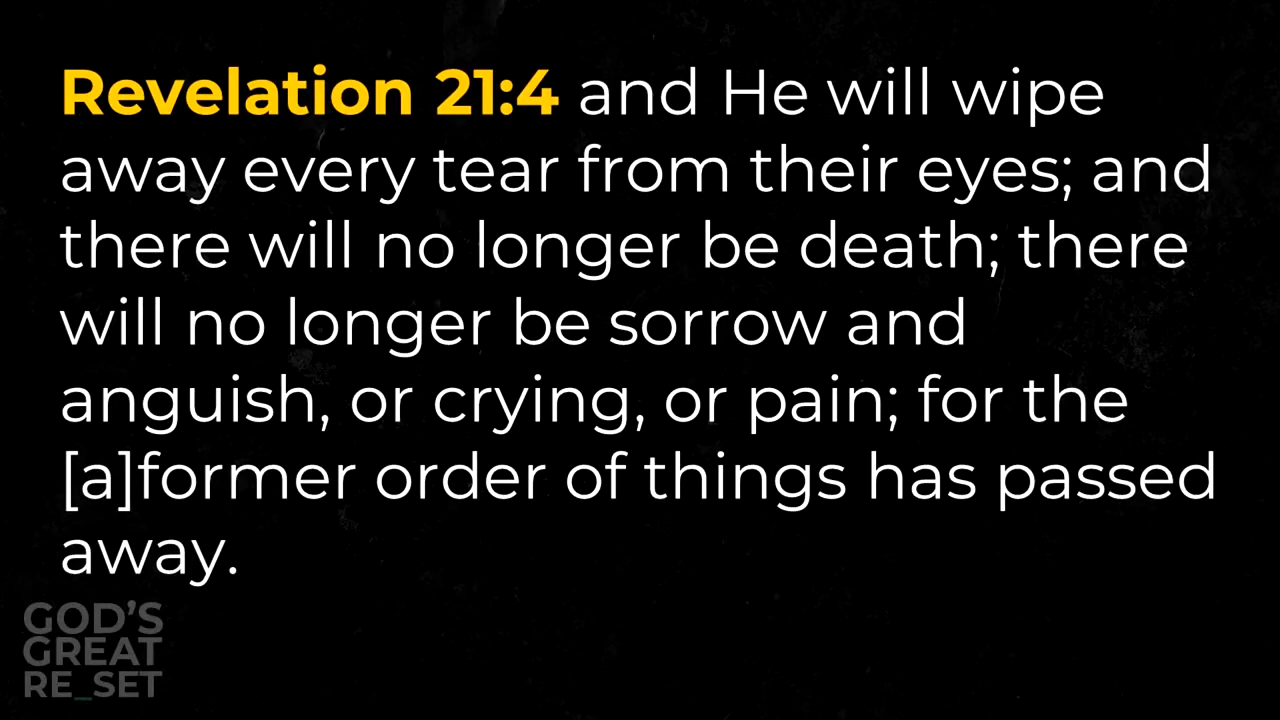 Revelation 21:4 and He will wipe
away every tear from their eyes; and
there will no longer be death; there
will no longer be sorrow and
anguish, or crying, or pain; for the
[a]former order of things has passed
away.
GOD'S
GREAT
RE_SET